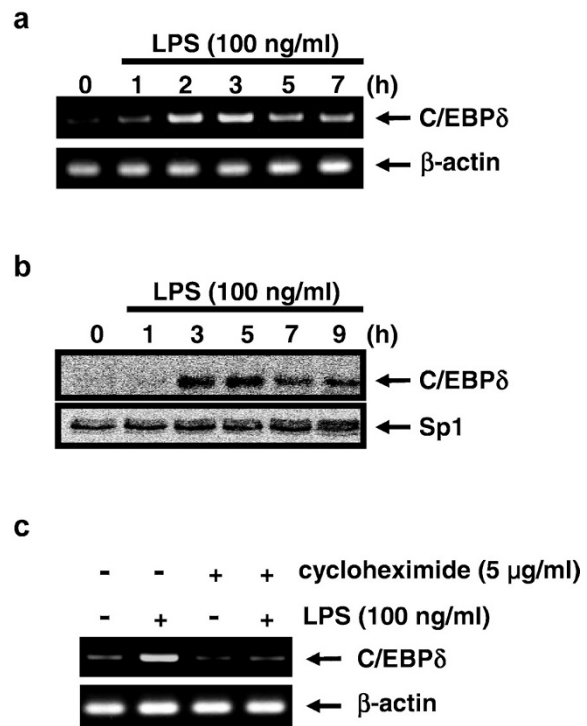 a
LPS (100 ng/ml)
0 1 2 3 5 7 (h)
C/EBPδ
β-actin
b
LPS (100 ng/ml)
0 1 3 5 7 9 (h)
C/EBPδ
Sp1
c
- - + + cycloheximide (5 µg/ml)
- + - + LPS (100 ng/ml)
C/EBPδ
β-actin